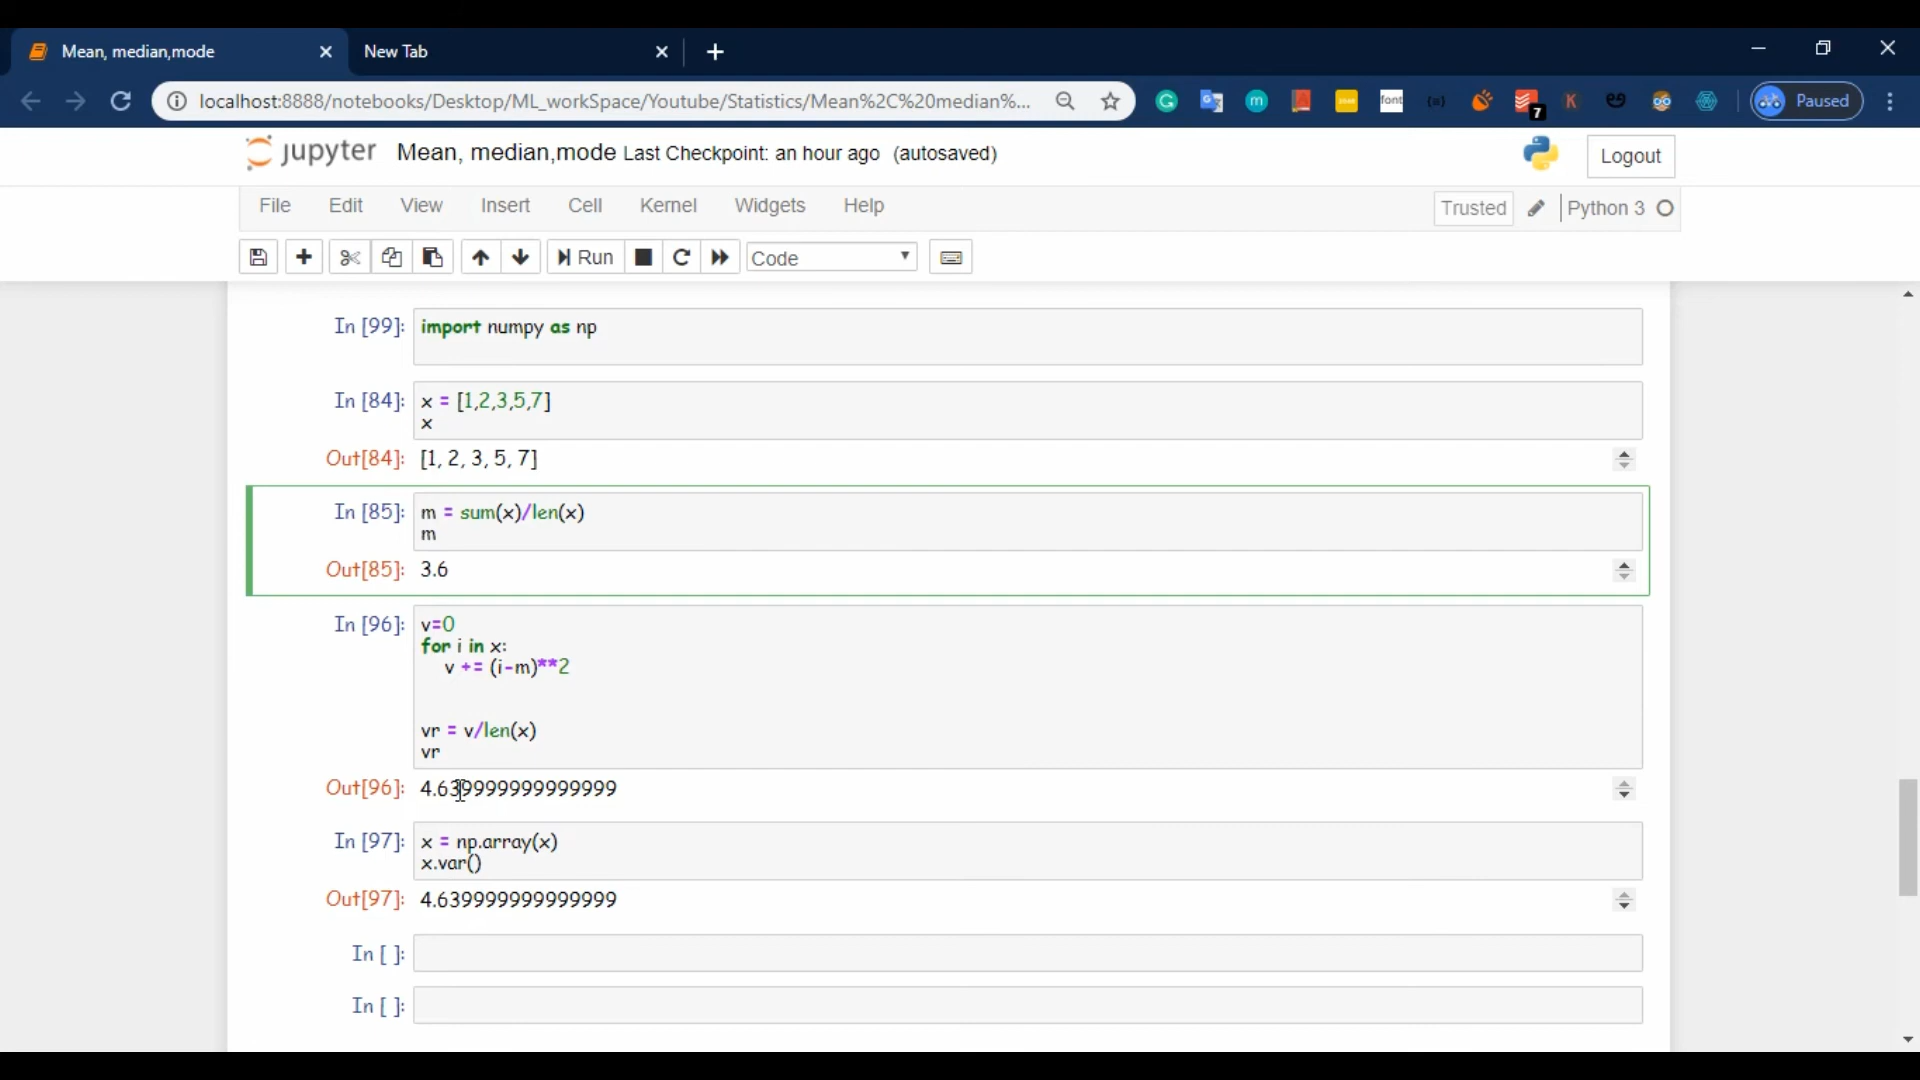 Mean, median,mode
New Tab
localhost:8888/notebooks/Desktop/ML_workSpace/Youtube/Statistics/Mean%2C%20median%...
font
7
K
Paused
jupyter Mean, median,mode Last Checkpoint: an hour ago (autosaved)
Logout
File Edit View Insert Cell Kernel Widgets Help
Trusted Python 3
Run Code
In [99]: import numpy as np
In [84]: x = [1,2,3,5,7]
x
Out[84]: [1, 2, 3, 5, 7]
In [85]: m = sum(x)/len(x)
m
Out[85]: 3.6
In [96]: v=0
for i in x:
v += (i-m)**2
vr = v/len(x)
vr
Out[96]: 4.639999999999999
In [97]: x = np.array(x)
x.var()
Out[97]: 4.639999999999999
In [ ]:
In [ ]: